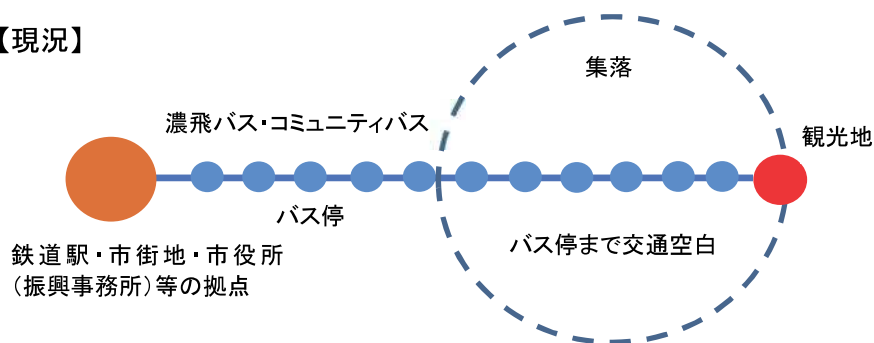 【現況】
集落
濃飛バス・コミュニティバス
観光地
バス停
バス停まで交通空白
鉄道駅・市街地・市役所
(振興事務所)等の拠点